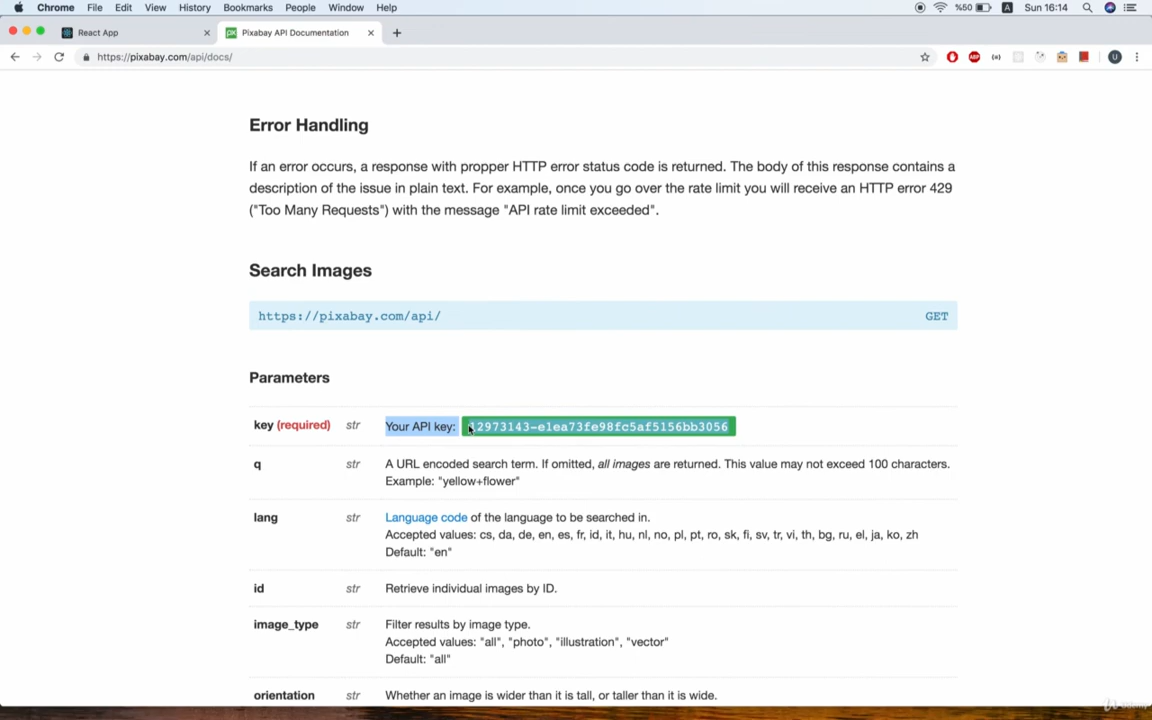 Chrome File Edit View History Bookmarks People Window Help %50 A Sun 16:14
React App Pixabay API Documentation
https://pixabay.com/api/docs/
Error Handling
If an error occurs, a response with propper HTTP error status code is returned. The body of this response contains a
description of the issue in plain text. For example, once you go over the rate limit you will receive an HTTP error 429
("Too Many Requests") with the message "API rate limit exceeded".
Search Images
https://pixabay.com/api/ GET
Parameters
key (required) str Your API key: 12973143-e1ea73fe98fc5af5156bb3056
q str A URL encoded search term. If omitted, all images are returned. This value may not exceed 100 characters.
Example: "yellow+flower"
lang str Language code of the language to be searched in.
Accepted values: cs, da, de, en, es, fr, id, it, hu, nl, no, pl, pt, ro, sk, fi, sv, tr, vi, th, bg, ru, el, ja, ko, zh
Default: "en"
id str Retrieve individual images by ID.
image_type str Filter results by image type.
Accepted values: "all", "photo", "illustration", "vector"
Default: "all"
orientation str Whether an image is wider than it is tall, or taller than it is wide.